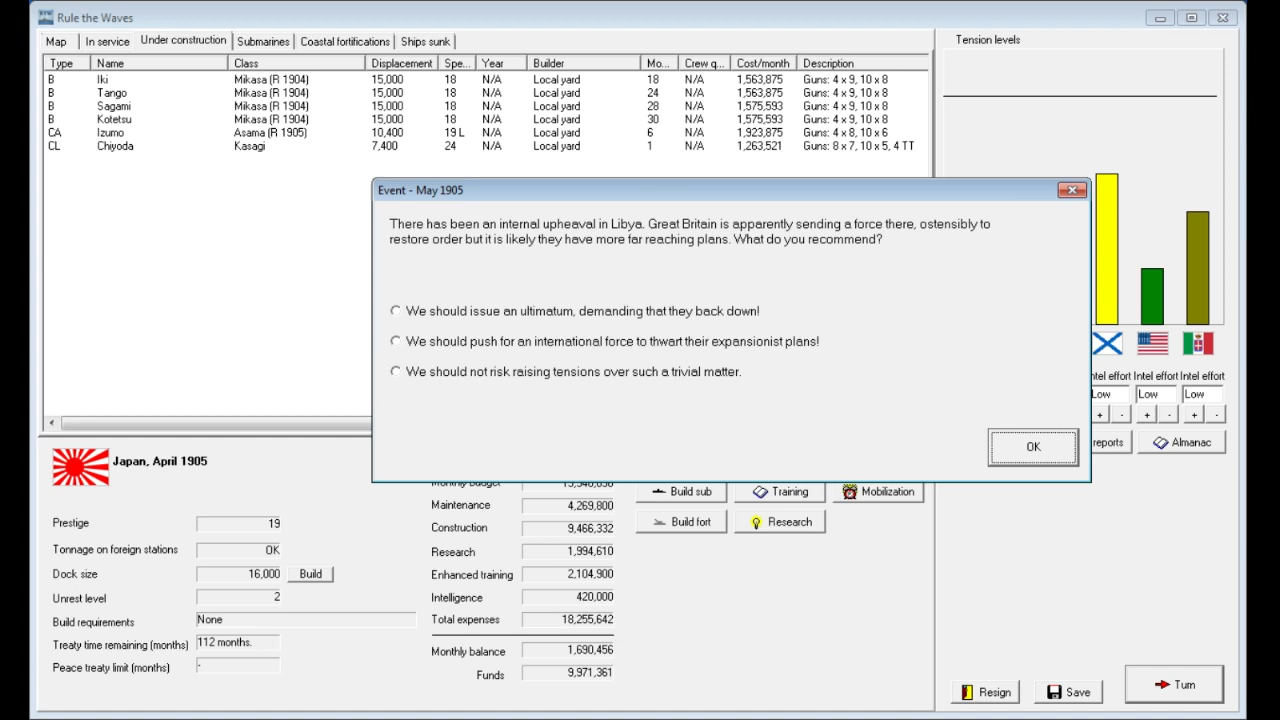 Rule the Waves
Map In service Under construction Submarines Coastal fortifications Ships sunk
Tension levels
Type Name Class Displacement Spe... Year Builder Mo... Crew q... Cost/month Description
B Iki Mikasa (R 1904) 15,000 18 N/A Local yard 18 N/A 1,563,875 Guns: 4 x 9, 10 x 8
B Tango Mikasa (R 1904) 15,000 18 N/A Local yard 24 N/A 1,563,875 Guns: 4 x 9, 10 x 8
B Sagami Mikasa (R 1904) 15,000 18 N/A Local yard 28 N/A 1,575,593 Guns: 4 x 9, 10 x 8
B Kotetsu Mikasa (R 1904) 15,000 18 N/A Local yard 30 N/A 1,575,593 Guns: 4 x 9, 10 x 8
CA Izumo Asama (R 1905) 10,400 19 L N/A Local yard 6 N/A 1,923,875 Guns: 4 x 8, 10 x 6
CL Chiyoda Kasagi 7,400 24 N/A Local yard 1 N/A 1,263,521 Guns: 8 x 7, 10 x 5, 4 TT
Event - May 1905
There has been an internal upheaval in Libya. Great Britain is apparently sending a force there, ostensibly to
restore order but it is likely they have more far reaching plans. What do you recommend?
We should issue an ultimatum, demanding that they back down!
We should push for an international force to thwart their expansionist plans!
We should not risk raising tensions over such a trivial matter.
OK
Intel effort Intel effort
Low Low Low
+ - + - + -
reports Almanac
Japan, April 1905
Prestige 19
Tonnage on foreign stations OK
Dock size 16,000 Build
Unrest level 2
Build requirements None
Treaty time remaining (months) 112 months.
Peace treaty limit (months) -
Maintenance 4,269,800
Construction 9,466,332
Research 1,994,610
Enhanced training 2,104,900
Intelligence 420,000
Total expenses 18,255,642
Monthly balance 1,690,456
Funds 9,971,361
Build sub Training Mobilization
Build fort Research
Resign Save Turn